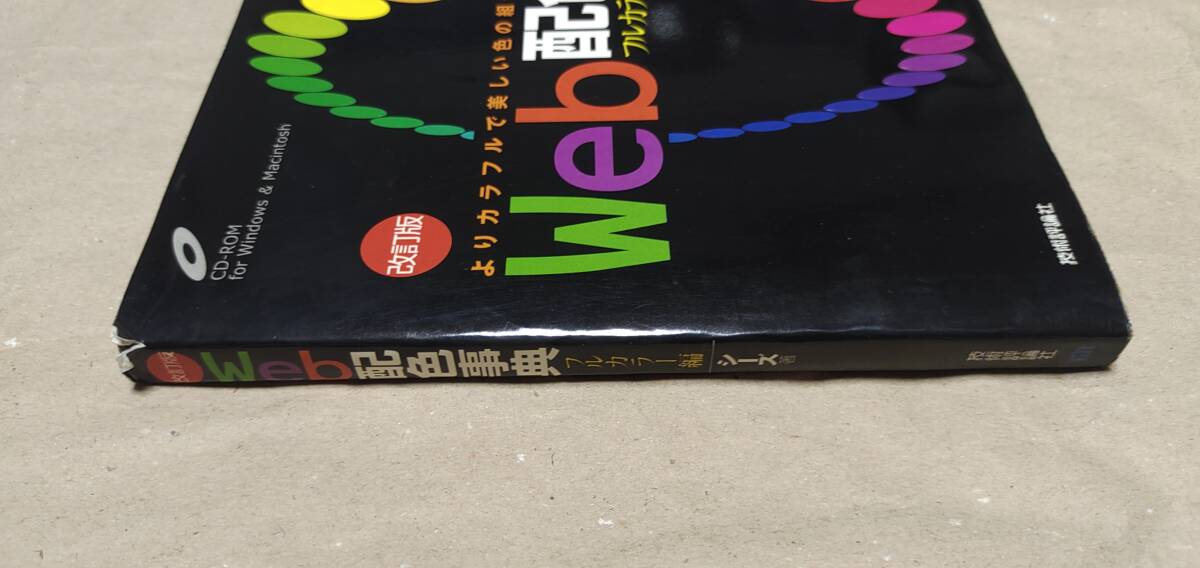 CD-ROM
for Windows & Macintosh
改訂版
よりカラフルで美しい色の組
Web配
フルカラ
技術評論社
改訂版 Web配色事典 フルカラー編 シーズ著 技術評論社